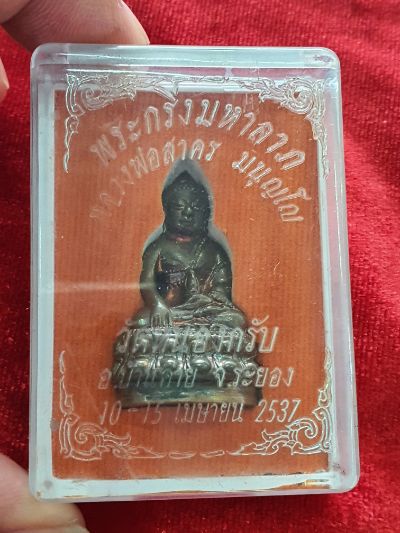 พระกริ่งมหาลาภ
หลวงพ่อสาคร มนุญโญ
วัดหนองกรับ
อ.บ้านค่าย จ.ระยอง
10 - 15 เมษายน 2537